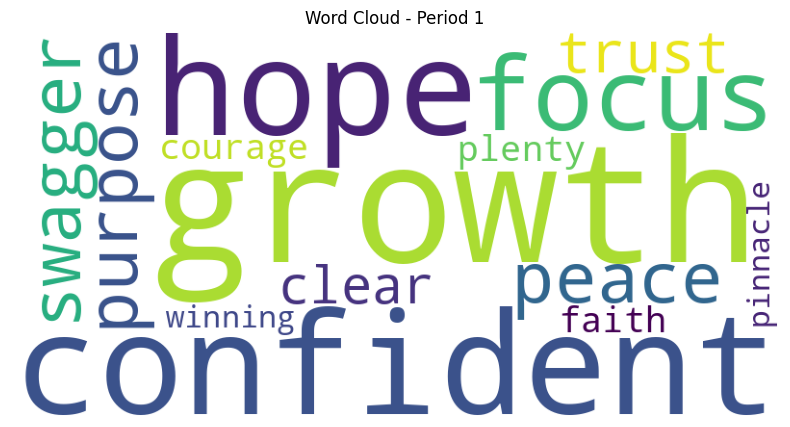 Word Cloud - Period 1
swagger
purpose
hope
focus
trust
courage
plenty
growth
clear
peace
pinnacle
winning
faith
confident